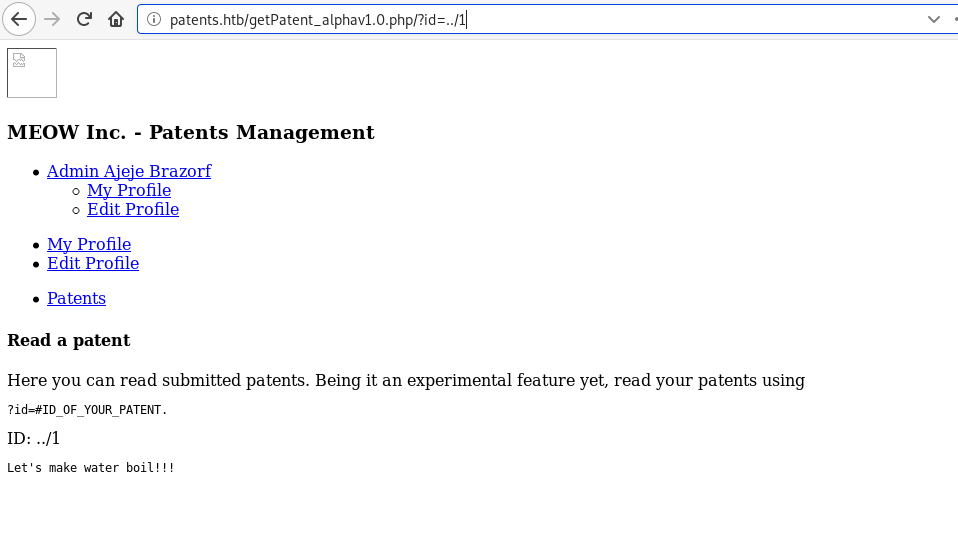 patents.htb/getPatent_alphav1.0.php/?id=../1
MEOW Inc. - Patents Management
Admin Ajeje Brazorf
My Profile
Edit Profile
My Profile
Edit Profile
Patents
Read a patent
Here you can read submitted patents. Being it an experimental feature yet, read your patents using
?id=#ID_OF_YOUR_PATENT.
ID: ../1
Let's make water boil!!!